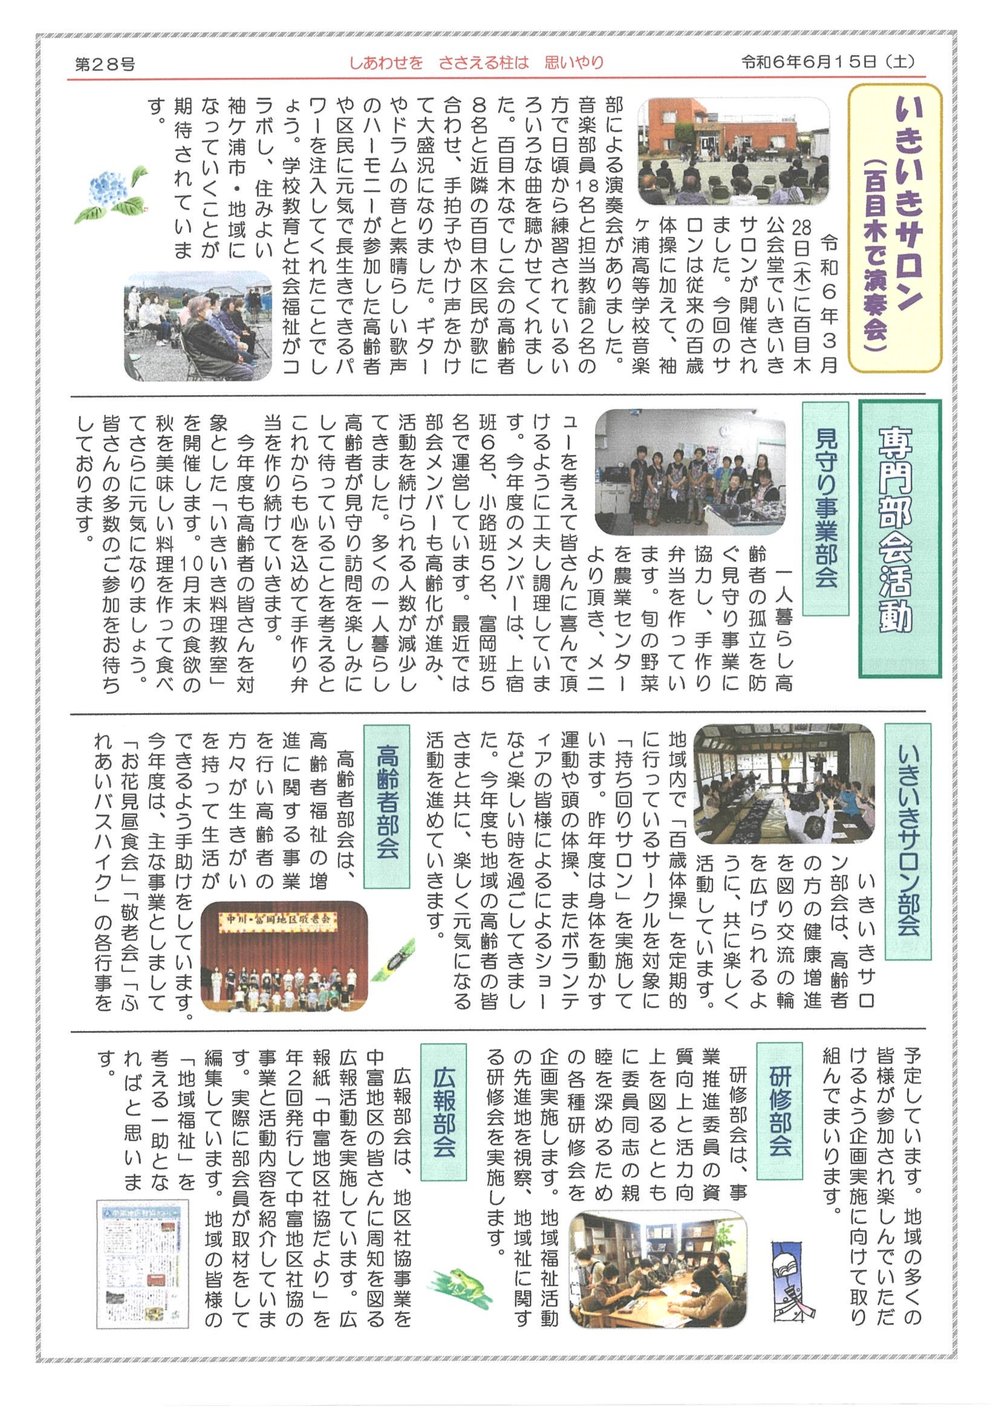 第２８号
しあわせを　ささえる柱は　思いやり
令和６年６月１５日（土）
いきいきサロン
（百目木で演奏会）
　令和６年３月
28日(木)に百目木
公会堂でいきいき
サロンが開催され
ました。今回のサ
ロンは従来の百歳
体操に加えて、袖
ヶ浦高等学校音楽
部による演奏会がありました。
音楽部員18名と担当教諭２名の
方で日頃から練習されているい
ろいろな曲を聴かせてくれまし
た。百目木なでしこ会の高齢者
８名と近隣の百目木区民が歌に
合わせ、手拍子やかけ声をかけ
て大盛況になりました。ギター
やドラムの音と素晴らしい歌声
のハーモニーが参加した高齢者
や区民に元気で長生きできるパ
ワーを注入してくれたことでし
ょう。学校教育と社会福祉がコ
ラボし、住みよい
袖ケ浦市・地域に
なっていくことが
期待されていま
す。
専門部会活動
見守り事業部会
　一人暮らし高
齢者の孤立を防
ぐ見守り事業に
協力し、手作り
弁当を作ってい
ます。旬の野菜
を農業センター
より頂き、メニ
ューを考えて皆さんに喜んで頂
けるように工夫し調理していま
す。今年度のメンバーは、上宿
班６名、小路班５名、富岡班５
名で運営しています。最近では
部会メンバーも高齢化が進み、
活動を続けられる人数が減少し
てきました。多くの一人暮らし
高齢者が見守り訪問を楽しみに
して待っていることを考えると
これからも心を込めて手作り弁
当を作り続けていきます。
　今年度も高齢者の皆さんを対
象とした「いきいき料理教室」
を開催します。10月末の食欲の
秋を美味しい料理を作って食べ
てさらに元気になりましょう。
皆さんの多数のご参加をお待ち
しております。
いきいきサロン部会
　いきいきサロ
ン部会は、高齢者
の方の健康増進
を図り交流の輪
を広げられるよ
うに、共に楽しく
活動しています。
地域内で「百歳体操」を定期的
に行っているサークルを対象に
「持ち回りサロン」を実施して
います。昨年度は身体を動かす
運動や頭の体操、またボランテ
ィアの皆様によるによるショー
など楽しい時を過ごしてきまし
た。今年度も地域の高齢者の皆
さまと共に、楽しく元気になる
活動を進めていきます。
高齢者部会
　高齢者部会は、
高齢者福祉の増
進に関する事業
を行い高齢者の
方々が生きがい
を持って生活が
できるよう手助けをしています。
今年度は、主な事業としまして
「お花見昼食会」「敬老会」「ふ
れあいバスハイク」の各行事を
中川・富岡地区敬老会
予定しています。地域の多くの
皆様が参加され楽しんでいただ
けるよう企画実施に向けて取り
組んでまいります。
研修部会
　研修部会は、事
業推進委員の資
質向上と活力向
上を図るととも
に委員同志の親
睦を深めるため
の各種研修会を
企画実施します。地域福祉活動
の先進地を視察、地域祉に関す
る研修会を実施します。
広報部会
　広報部会は、地区社協事業を
中富地区の皆さんに周知を図る
広報活動を実施しています。広
報紙「中富地区社協だより」を
年２回発行して中富地区社協の
事業と活動内容を紹介していま
す。実際に部会員が取材をして
編集しています。地域の皆様の
「地域福祉」を
考える一助とな
ればと思いま
す。